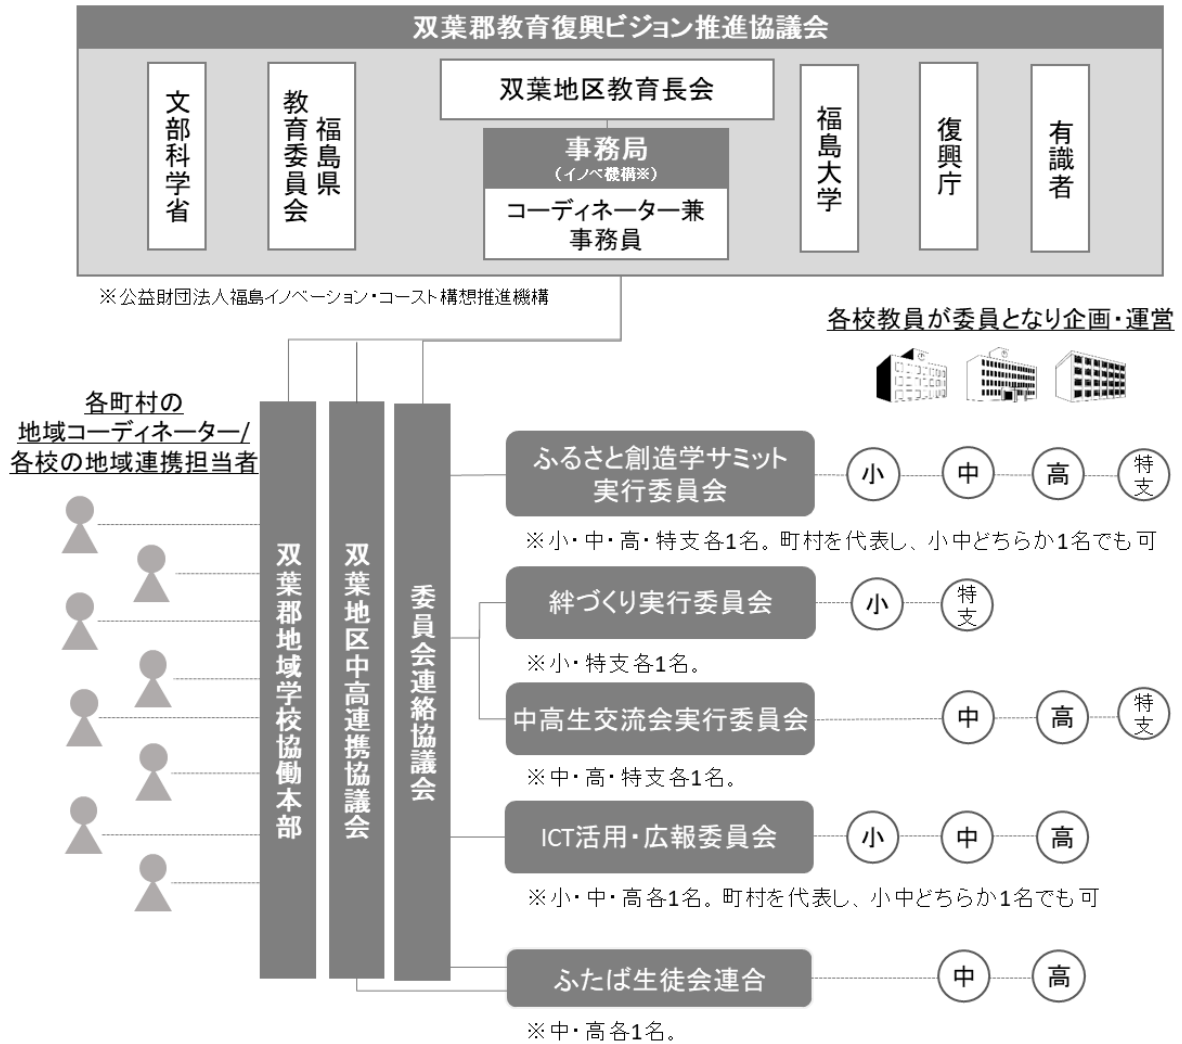 双葉郡教育復興ビジョン推進協議会
文部科学省
福島県
教育委員会
双葉地区教育長会
事務局
（イノベ機構※）
コーディネーター兼
事務員
福島大学
復興庁
有識者
※公益財団法人福島イノベーション・コースト構想推進機構
各校教員が委員となり企画・運営
各町村の
地域コーディネーター/
各校の地域連携担当者
双葉郡地域学校協働本部
双葉地区中高連携協議会
委員会連絡協議会
ふるさと創造学サミット
実行委員会
小
中
高
特支
※小・中・高・特支各1名。町村を代表し、小中どちらか1名でも可
絆づくり実行委員会
小
特支
※小・特支各1名。
中高生交流会実行委員会
中
高
特支
※中・高・特支各1名。
ICT活用・広報委員会
小
中
高
※小・中・高各1名。町村を代表し、小中どちらか1名でも可
ふたば生徒会連合
中
高
※中・高各1名。